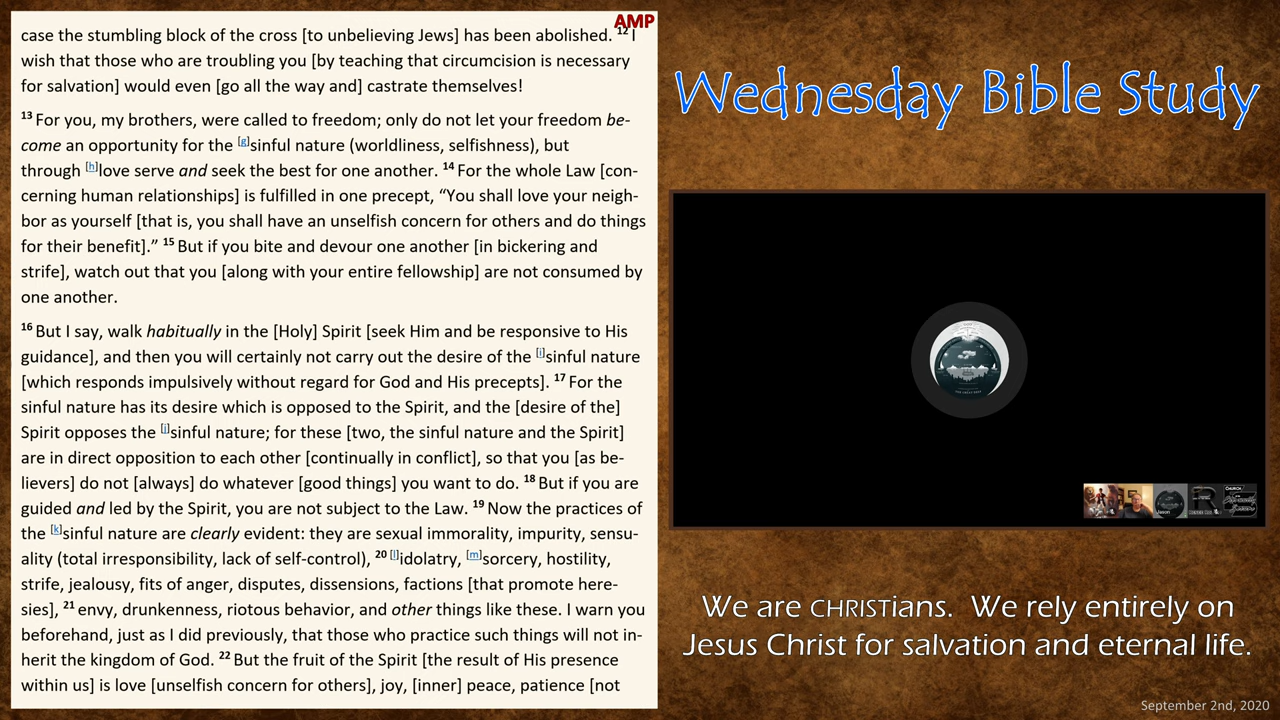 AMP
case the stumbling block of the cross [to unbelieving Jews] has been abolished. 12 I
wish that those who are troubling you [by teaching that circumcision is necessary
for salvation] would even [go all the way and] castrate themselves!
13 For you, my brothers, were called to freedom; only do not let your freedom be-
come an opportunity for the [g]sinful nature (worldliness, selfishness), but
through [h]love serve and seek the best for one another. 14 For the whole Law [con-
cerning human relationships] is fulfilled in one precept, “You shall love your neigh-
bor as yourself [that is, you shall have an unselfish concern for others and do things
for their benefit].” 15 But if you bite and devour one another [in bickering and
strife], watch out that you [along with your entire fellowship] are not consumed by
one another.
16 But I say, walk habitually in the [Holy] Spirit [seek Him and be responsive to His
guidance], and then you will certainly not carry out the desire of the [i]sinful nature
[which responds impulsively without regard for God and His precepts]. 17 For the
sinful nature has its desire which is opposed to the Spirit, and the [desire of the]
Spirit opposes the [j]sinful nature; for these [two, the sinful nature and the Spirit]
are in direct opposition to each other [continually in conflict], so that you [as be-
lievers] do not [always] do whatever [good things] you want to do. 18 But if you are
guided and led by the Spirit, you are not subject to the Law. 19 Now the practices of
the [k]sinful nature are clearly evident: they are sexual immorality, impurity, sensu-
ality (total irresponsibility, lack of self-control), 20 [l]idolatry, [m]sorcery, hostility,
strife, jealousy, fits of anger, disputes, dissensions, factions [that promote here-
sies], 21 envy, drunkenness, riotous behavior, and other things like these. I warn you
beforehand, just as I did previously, that those who practice such things will not in-
herit the kingdom of God. 22 But the fruit of the Spirit [the result of His presence
within us] is love [unselfish concern for others], joy, [inner] peace, patience [not
Wednesday Bible Study
Jason
CHURCH
We are CHRISTians. We rely entirely on
Jesus Christ for salvation and eternal life.
September 2nd, 2020